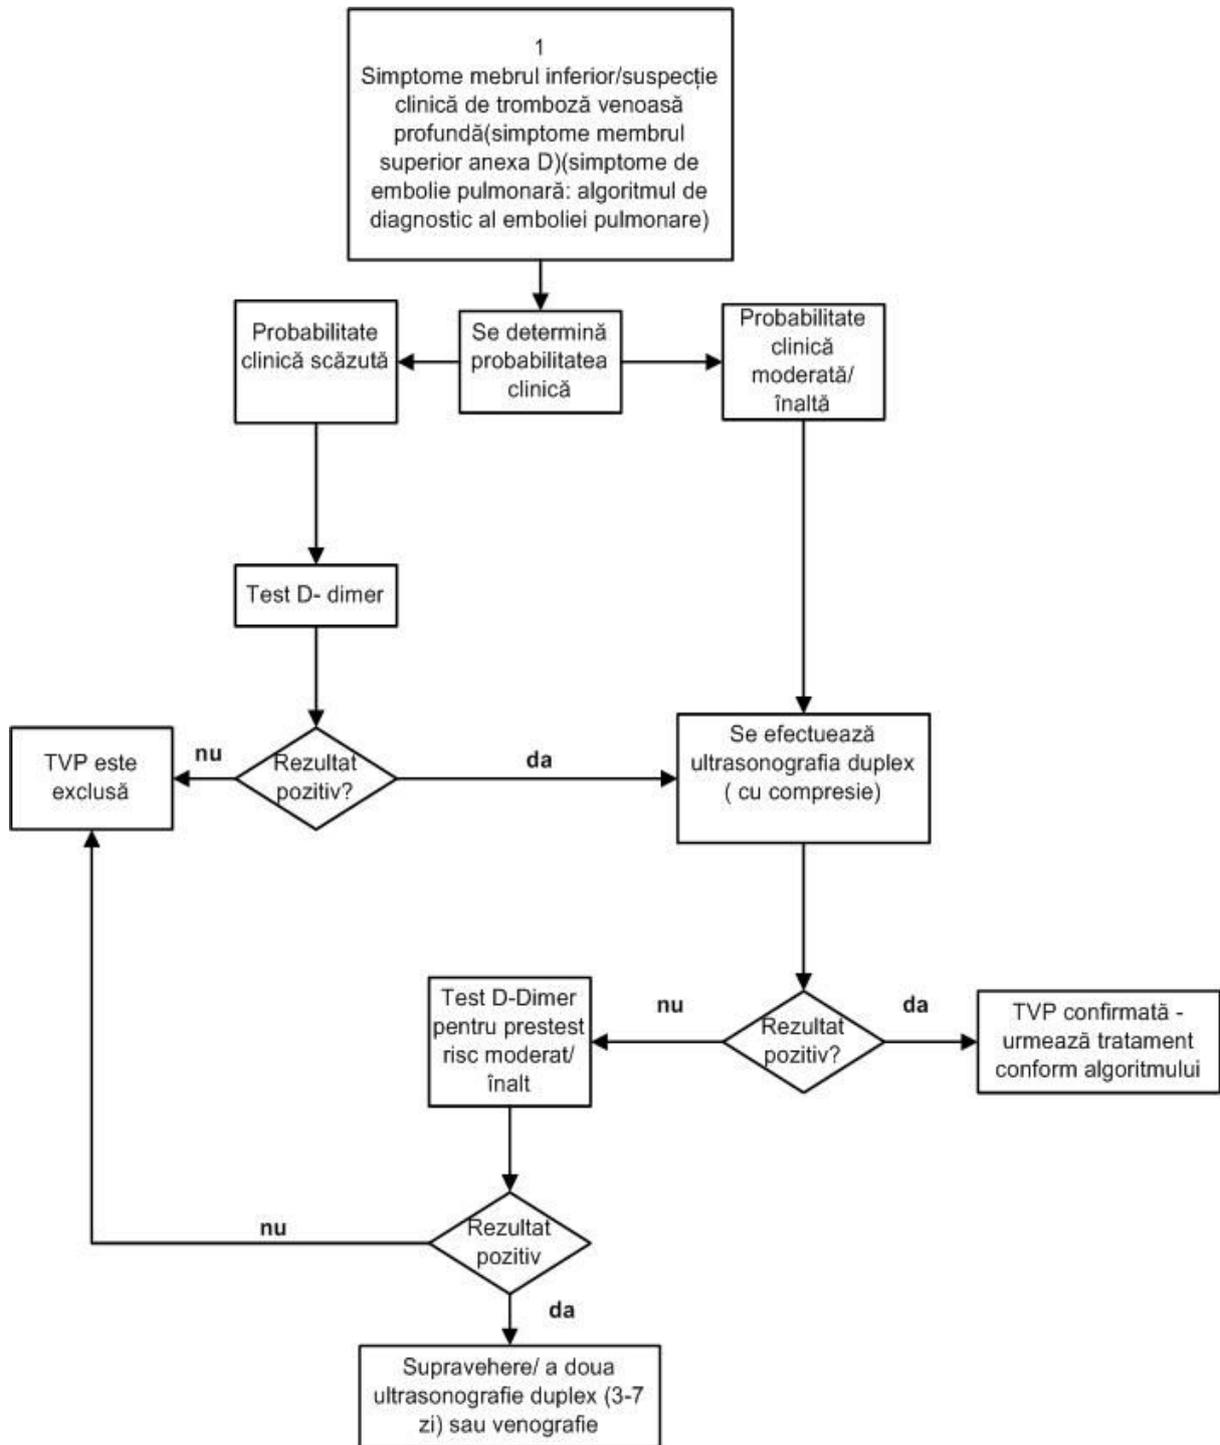 1
Simptome mebrul inferior/suspecție
clinică de tromboză venoasă
profundă(simptome membrul
superior anexa D)(simptome de
embolie pulmonară: algoritmul de
diagnostic al emboliei pulmonare)
Probabilitate
clinică scăzută
Se determină
probabilitatea
clinică
Probabilitate
clinică
moderată/
înaltă
Test D- dimer
TVP este
exclusă
nu
Rezultat
pozitiv?
da
Se efectuează
ultrasonografia duplex
( cu compresie)
Test D-Dimer
pentru prestest
risc moderat/
înalt
nu
Rezultat
pozitiv?
da
TVP confirmată -
urmează tratament
conform algoritmului
nu
Rezultat
pozitiv
da
Supravehere/ a doua
ultrasonografie duplex (3-7
zi) sau venografie